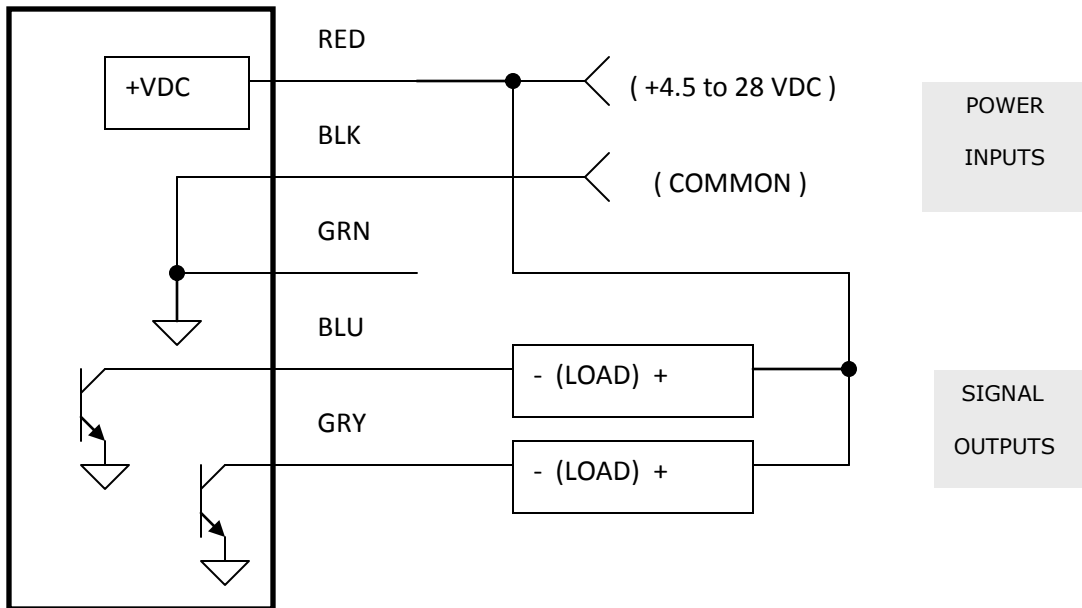 RED
+VDC
( +4.5 to 28 VDC )
POWER
INPUTS
BLK
( COMMON )
GRN
BLU
- (LOAD) +
SIGNAL
OUTPUTS
GRY
- (LOAD) +